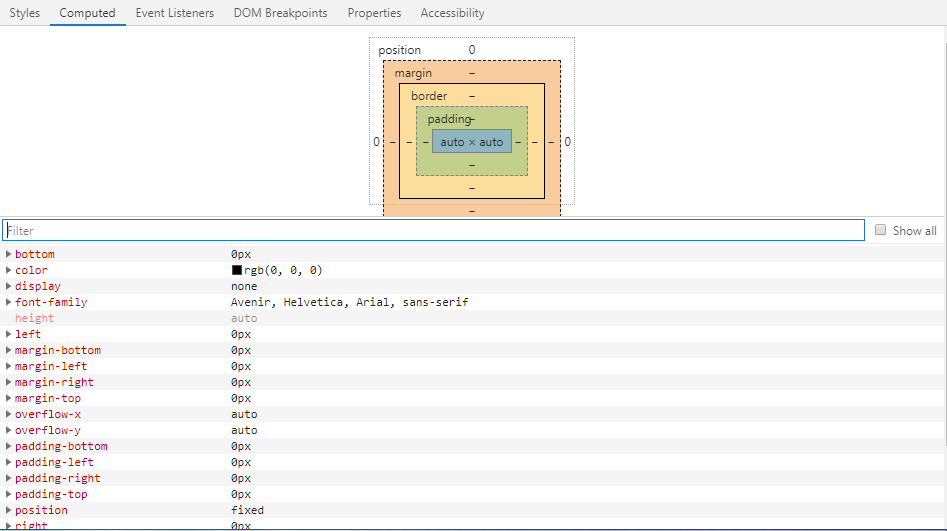 Styles Computed Event Listeners DOM Breakpoints Properties Accessibility
position 0
margin –
border –
padding –
0 – – – auto × auto – – – 0
–
–
–
Filter Show all
bottom 0px
color rgb(0, 0, 0)
display none
font-family Avenir, Helvetica, Arial, sans-serif
height auto
left 0px
margin-bottom 0px
margin-left 0px
margin-right 0px
margin-top 0px
overflow-x auto
overflow-y auto
padding-bottom 0px
padding-left 0px
padding-right 0px
padding-top 0px
position fixed
right 0px